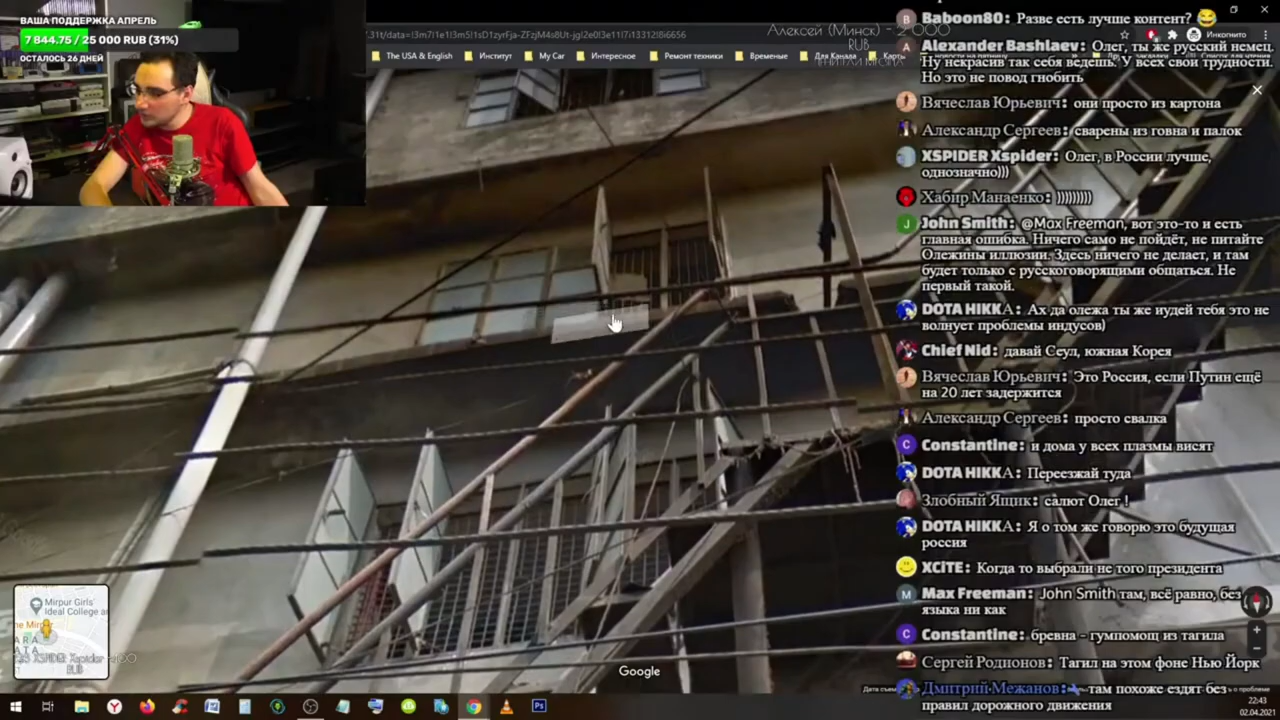 ВАША ПОДДЕРЖКА АПРЕЛЬ
7 844.75 / 25 000 RUB (31%)
ОСТАЛОСЬ 26 ДНЕЙ
Алексей (Минск) - 2 000
RUB
Инкогнито
The USA & English
Институт
My Car
Интересное
Ремонт техники
Временные
Для Канала
Baboon80: Разве есть лучше контент? 😂
Alexander Bashlaev: Олег, ты же русский немец.
Ну некрасив так себя ведешь. У всех свои трудности.
Но это не повод гнобить
Вячеслав Юрьевич: они просто из картона
Александр Сергеев: сварены из говна и палок
XSPIDER Xspider: Олег, в России лучше,
однозначно)))
Хабир Манаенко: )))))))))
John Smith: @Max Freeman, вот это-то и есть
главная ошибка. Ничего само не пойдёт, не питайте
Олежины иллюзии. Здесь ничего не делает, и там
будет только с русскоговорящими общаться. Не
первый такой.
DOTA HIKKA: Ах да олежа ты же иудей тебя это не
волнует проблемы индусов)
Chief Nid: давай Сеул, южная Корея
Вячеслав Юрьевич: Это Россия, если Путин ещё
на 20 лет задержится
Александр Сергеев: просто свалка
Constantine: и дома у всех плазмы висят
DOTA HIKKA: Переезжай туда
Злобный Ящик: салют Олег !
DOTA HIKKA: Я о том же говорю это будущая
россия
XCiTE: Когда то выбрали не того президента
Max Freeman: John Smith там, всё равно, без
языка ни как
Constantine: бревна - гумпомощ из тагила
Сергей Родионов: Тагил на этом фоне Нью Йорк
Дмитрий Межанов: там похоже ездят без
правил дорожного движения
Mirpur Girls'
Ideal College
XSPIDER Xspider
RUB
Google
22:43
02.04.2021